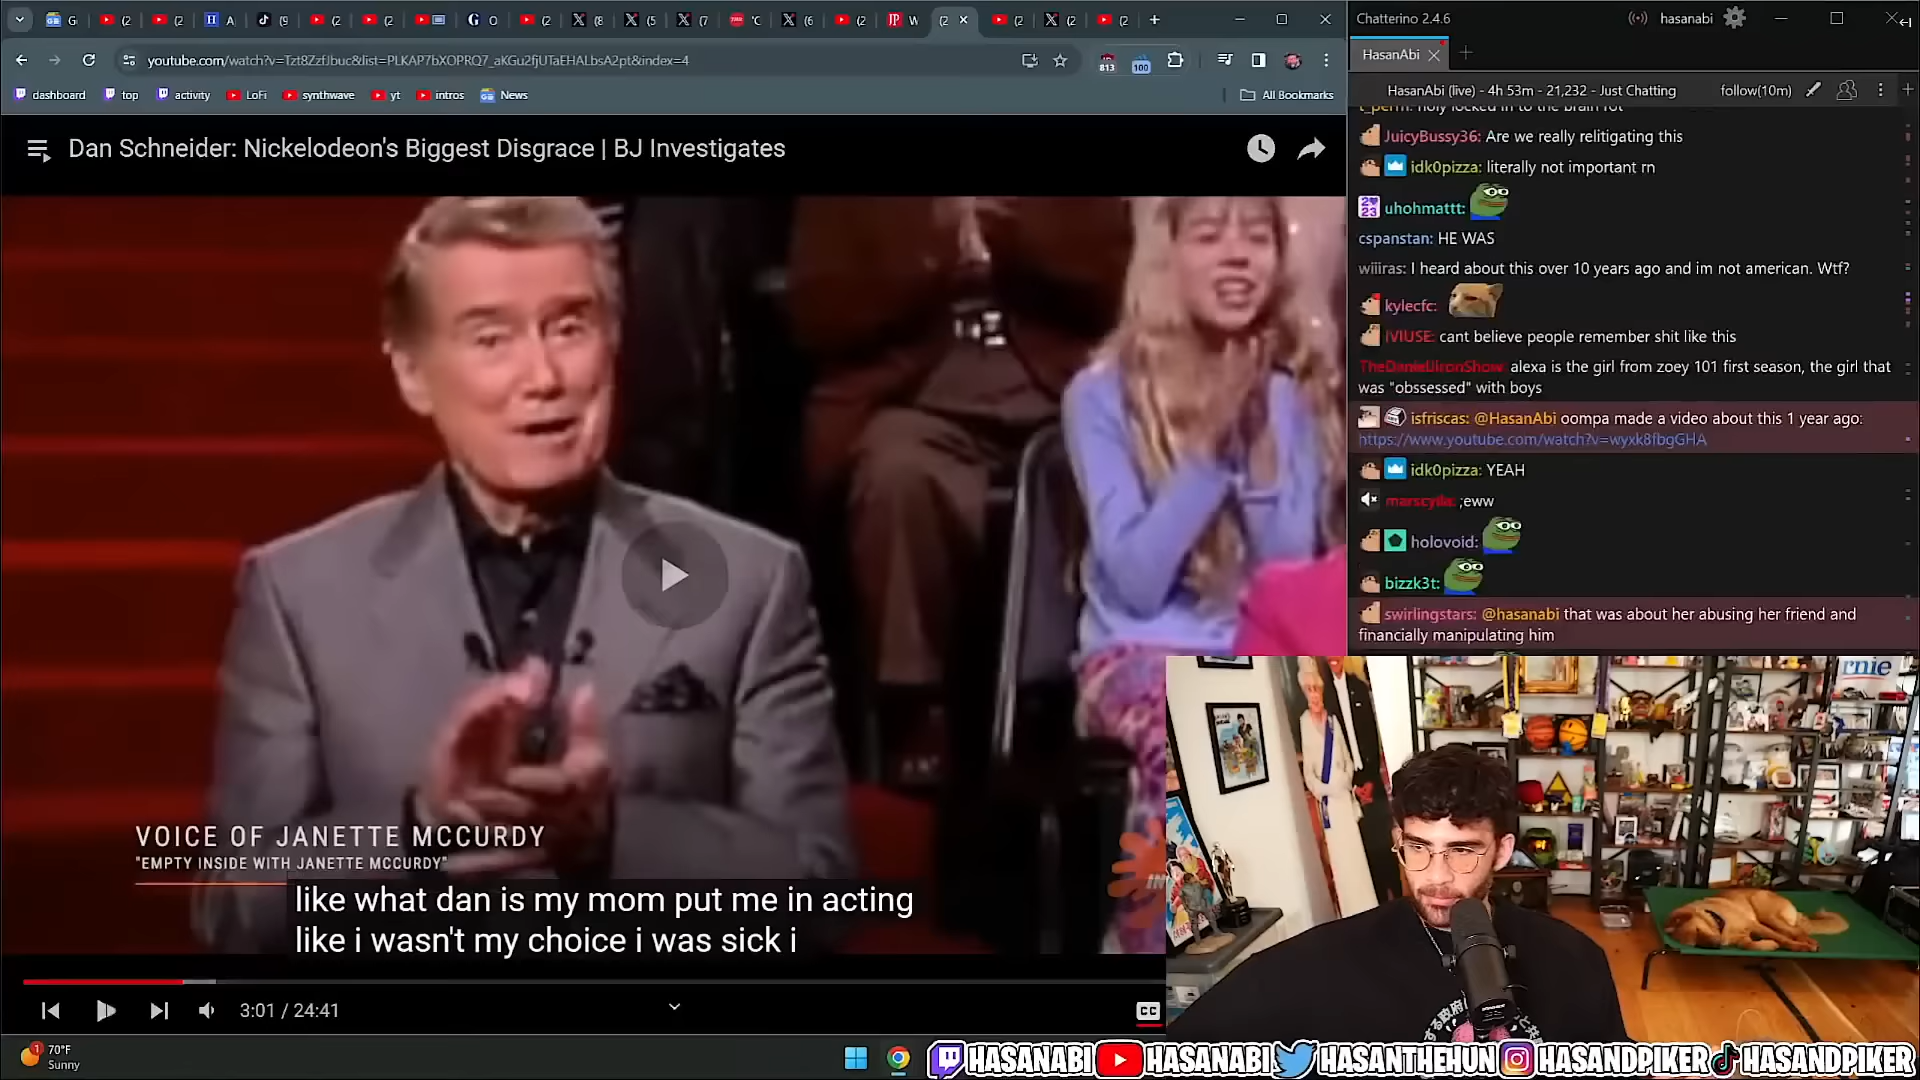 youtube.com/watch?v=Tzt8ZzfJbuc&list=PLKAP7bXOPRQ7_aKGu2fjUTaEHALbsA2pt&index=4
813
100
dashboard
top
activity
LoFi
synthwave
yt
intros
News
All Bookmarks
Dan Schneider: Nickelodeon's Biggest Disgrace | BJ Investigates
VOICE OF JANETTE MCCURDY
"EMPTY INSIDE WITH JANETTE MCCURDY"
like what dan is my mom put me in acting
like i wasn't my choice i was sick i
3:01 / 24:41
CC
Chatterino 2.4.6
hasanabi
HasanAbi
HasanAbi (live) - 4h 53m - 21,232 - Just Chatting
follow(10m)
JuicyBussy36: Are we really relitigating this
idk0pizza: literally not important rn
uhohmattt:
cspanstan: HE WAS
wiiiras: I heard about this over 10 years ago and im not american. Wtf?
kylecfc:
IVIUSE: cant believe people remember shit like this
TheDanielJironShow: alexa is the girl from zoey 101 first season, the girl that
was "obssessed" with boys
isfriscas: @HasanAbi oompa made a video about this 1 year ago:
https://www.youtube.com/watch?v=wyxk8fbgGHA
idk0pizza: YEAH
;eww
holovoid:
bizzk3t:
swirlingstars: @hasanabi that was about her abusing her friend and
financially manipulating him
rnie
1
70°F
Sunny
HASANABI
HASANABI
HASANTHEHUN
HASANDPIKER
HASANDPIKER